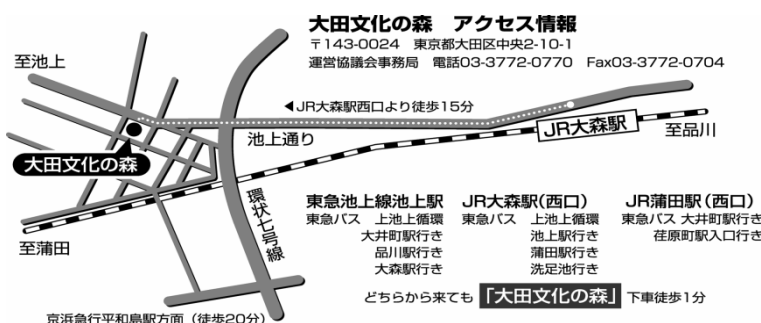 大田文化の森　アクセス情報
〒143-0024　東京都大田区中央2-10-1
運営協議会事務局　電話03-3772-0770　Fax03-3772-0704
至池上
◀JR大森駅西口より徒歩15分
池上通り
JR大森駅
至品川
大田文化の森
環状七号線
至蒲田
東急池上線池上駅
東急バス　上池上循環
大井町駅行き
品川駅行き
大森駅行き
JR大森駅(西口)
東急バス　上池上循環
池上駅行き
蒲田駅行き
洗足池行き
JR蒲田駅(西口)
東急バス 大井町駅行き
荏原町駅入口行き
どちらから来ても「大田文化の森」下車徒歩1分
京浜急行平和島駅方面（徒歩20分）